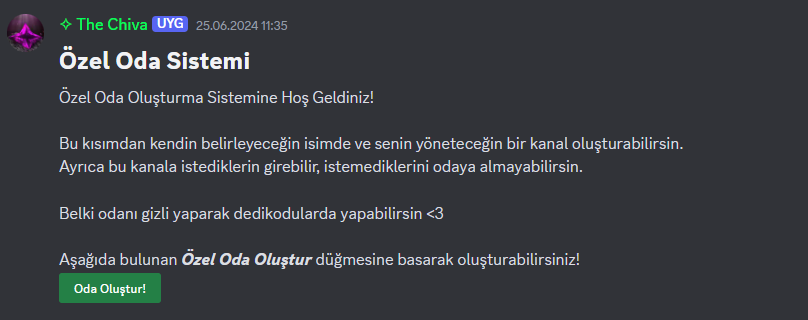 ✧ The Chiva UYG 25.06.2024 11:35
Özel Oda Sistemi
Özel Oda Oluşturma Sistemine Hoş Geldiniz!
Bu kısımdan kendin belirleyeceğin isimde ve senin yöneteceğin bir kanal oluşturabilirsin.
Ayrıca bu kanala istediklerin girebilir, istemediklerini odaya almayabilirsin.
Belki odanı gizli yaparak dedikodularda yapabilirsin <3
Aşağıda bulunan Özel Oda Oluştur düğmesine basarak oluşturabilirsiniz!
Oda Oluştur!